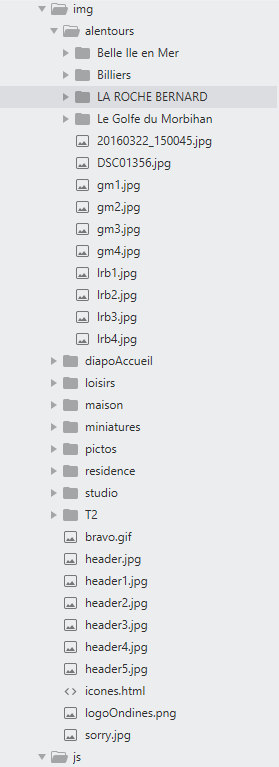 img
alentours
Belle Ile en Mer
Billiers
LA ROCHE BERNARD
Le Golfe du Morbihan
20160322_150045.jpg
DSC01356.jpg
gm1.jpg
gm2.jpg
gm3.jpg
gm4.jpg
lrb1.jpg
lrb2.jpg
lrb3.jpg
lrb4.jpg
diapoAccueil
loisirs
maison
miniatures
pictos
residence
studio
T2
bravo.gif
header.jpg
header1.jpg
header2.jpg
header3.jpg
header4.jpg
header5.jpg
icones.html
logoOndines.png
sorry.jpg
js